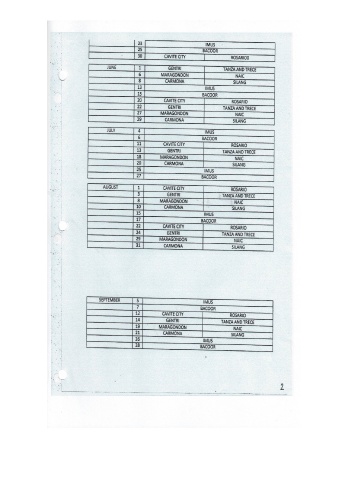 23 IMUS
25 BACOOR
30 CAVITE CITY ROSARIO
JUNE 1 GENTRI TANZA AND TRECE
6 MARAGONDON NAIC
8 CARMONA SILANG
13 IMUS
15 BACOOR
20 CAVITE CITY ROSARIO
22 GENTRI TANZA AND TRECE
27 MARAGONDON NAIC
29 CARMONA SILANG
JULY 4 IMUS
6 BACOOR
11 CAVITE CITY ROSARIO
13 GENTRI TANZA AND TRECE
18 MARAGONDON NAIC
20 CARMONA SILANG
25 IMUS
27 BACOOR
AUGUST 1 CAVITE CITY ROSARIO
3 GENTRI TANZA AND TRECE
8 MARAGONDON NAIC
10 CARMONA SILANG
15 IMUS
17 BACOOR
22 CAVITE CITY ROSARIO
24 GENTRI TANZA AND TRECE
29 MARAGONDON NAIC
31 CARMONA SILANG
SEPTEMBER 5 IMUS
7 BACOOR
12 CAVITE CITY ROSARIO
14 GENTRI TANZA AND TRECE
19 MARAGONDON NAIC
21 CARMONA SILANG
26 IMUS
28 BACOOR
2